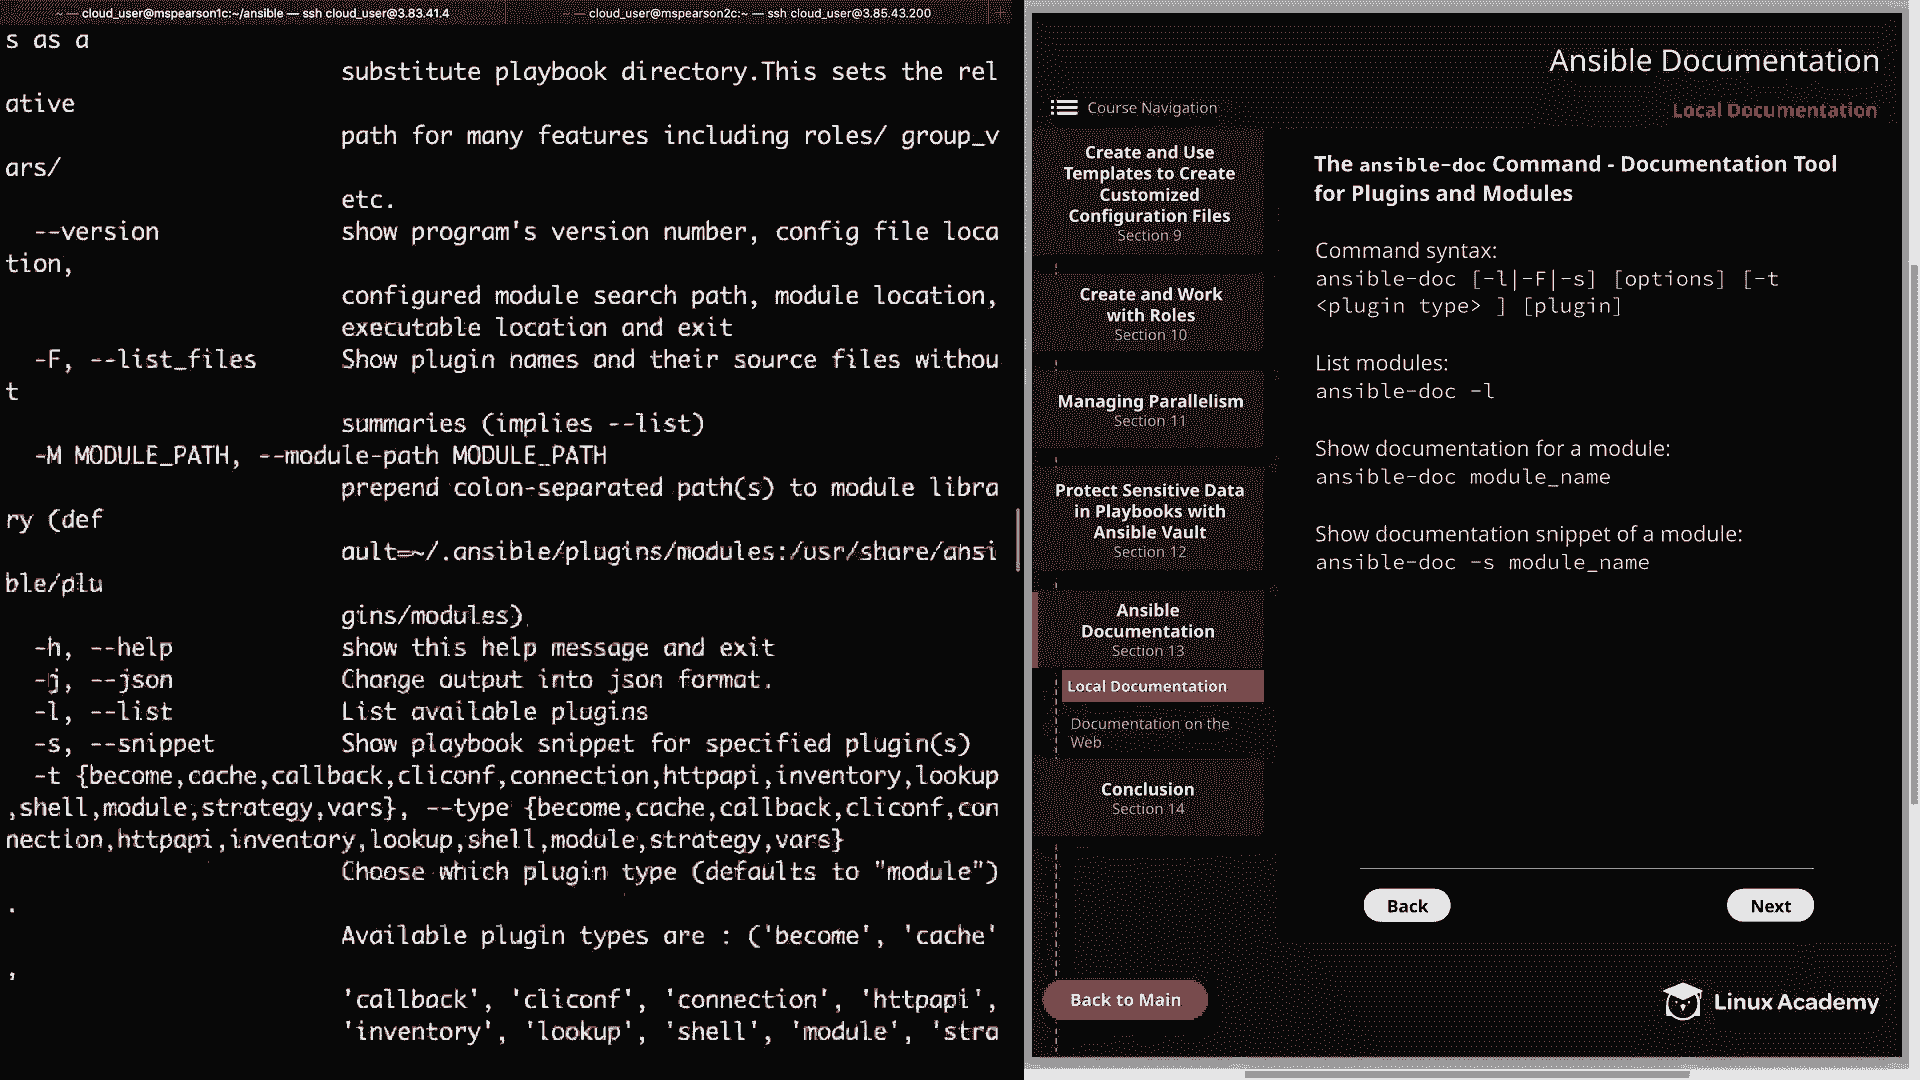 cloud_user@mspearson1c:~/ansible — ssh cloud_user@3.83.41.4
cloud_user@mspearson2c:~ — ssh cloud_user@3.85.43.200
s as a
substitute playbook directory.This sets the rel
ative
path for many features including roles/ group_v
ars/
etc.
--version show program's version number, config file loca
tion,
configured module search path, module location,
executable location and exit
-F, --list_files Show plugin names and their source files withou
t
summaries (implies --list)
-M MODULE_PATH, --module-path MODULE_PATH
prepend colon-separated path(s) to module libra
ry (def
ault=~/.ansible/plugins/modules:/usr/share/ansi
ble/plu
gins/modules)
-h, --help show this help message and exit
-j, --json Change output into json format.
-l, --list List available plugins
-s, --snippet Show playbook snippet for specified plugin(s)
-t {become,cache,callback,cliconf,connection,httpapi,inventory,lookup
,shell,module,strategy,vars}, --type {become,cache,callback,cliconf,con
nection,httpapi,inventory,lookup,shell,module,strategy,vars}
Choose which plugin type (defaults to "module")
.
Available plugin types are : ('become', 'cache'
,
'callback', 'cliconf', 'connection', 'httpapi',
'inventory', 'lookup', 'shell', 'module', 'stra
Ansible Documentation
Course Navigation
Local Documentation
Create and Use
Templates to Create
Customized
Configuration Files
Section 9
Create and Work
with Roles
Section 10
Managing Parallelism
Section 11
Protect Sensitive Data
in Playbooks with
Ansible Vault
Section 12
Ansible
Documentation
Section 13
Local Documentation
Documentation on the
Web
Conclusion
Section 14
Back to Main
The ansible-doc Command - Documentation Tool
for Plugins and Modules
Command syntax:
ansible-doc [-l|-F|-s] [options] [-t
<plugin type> ] [plugin]
List modules:
ansible-doc -l
Show documentation for a module:
ansible-doc module_name
Show documentation snippet of a module:
ansible-doc -s module_name
Back
Next
Linux Academy